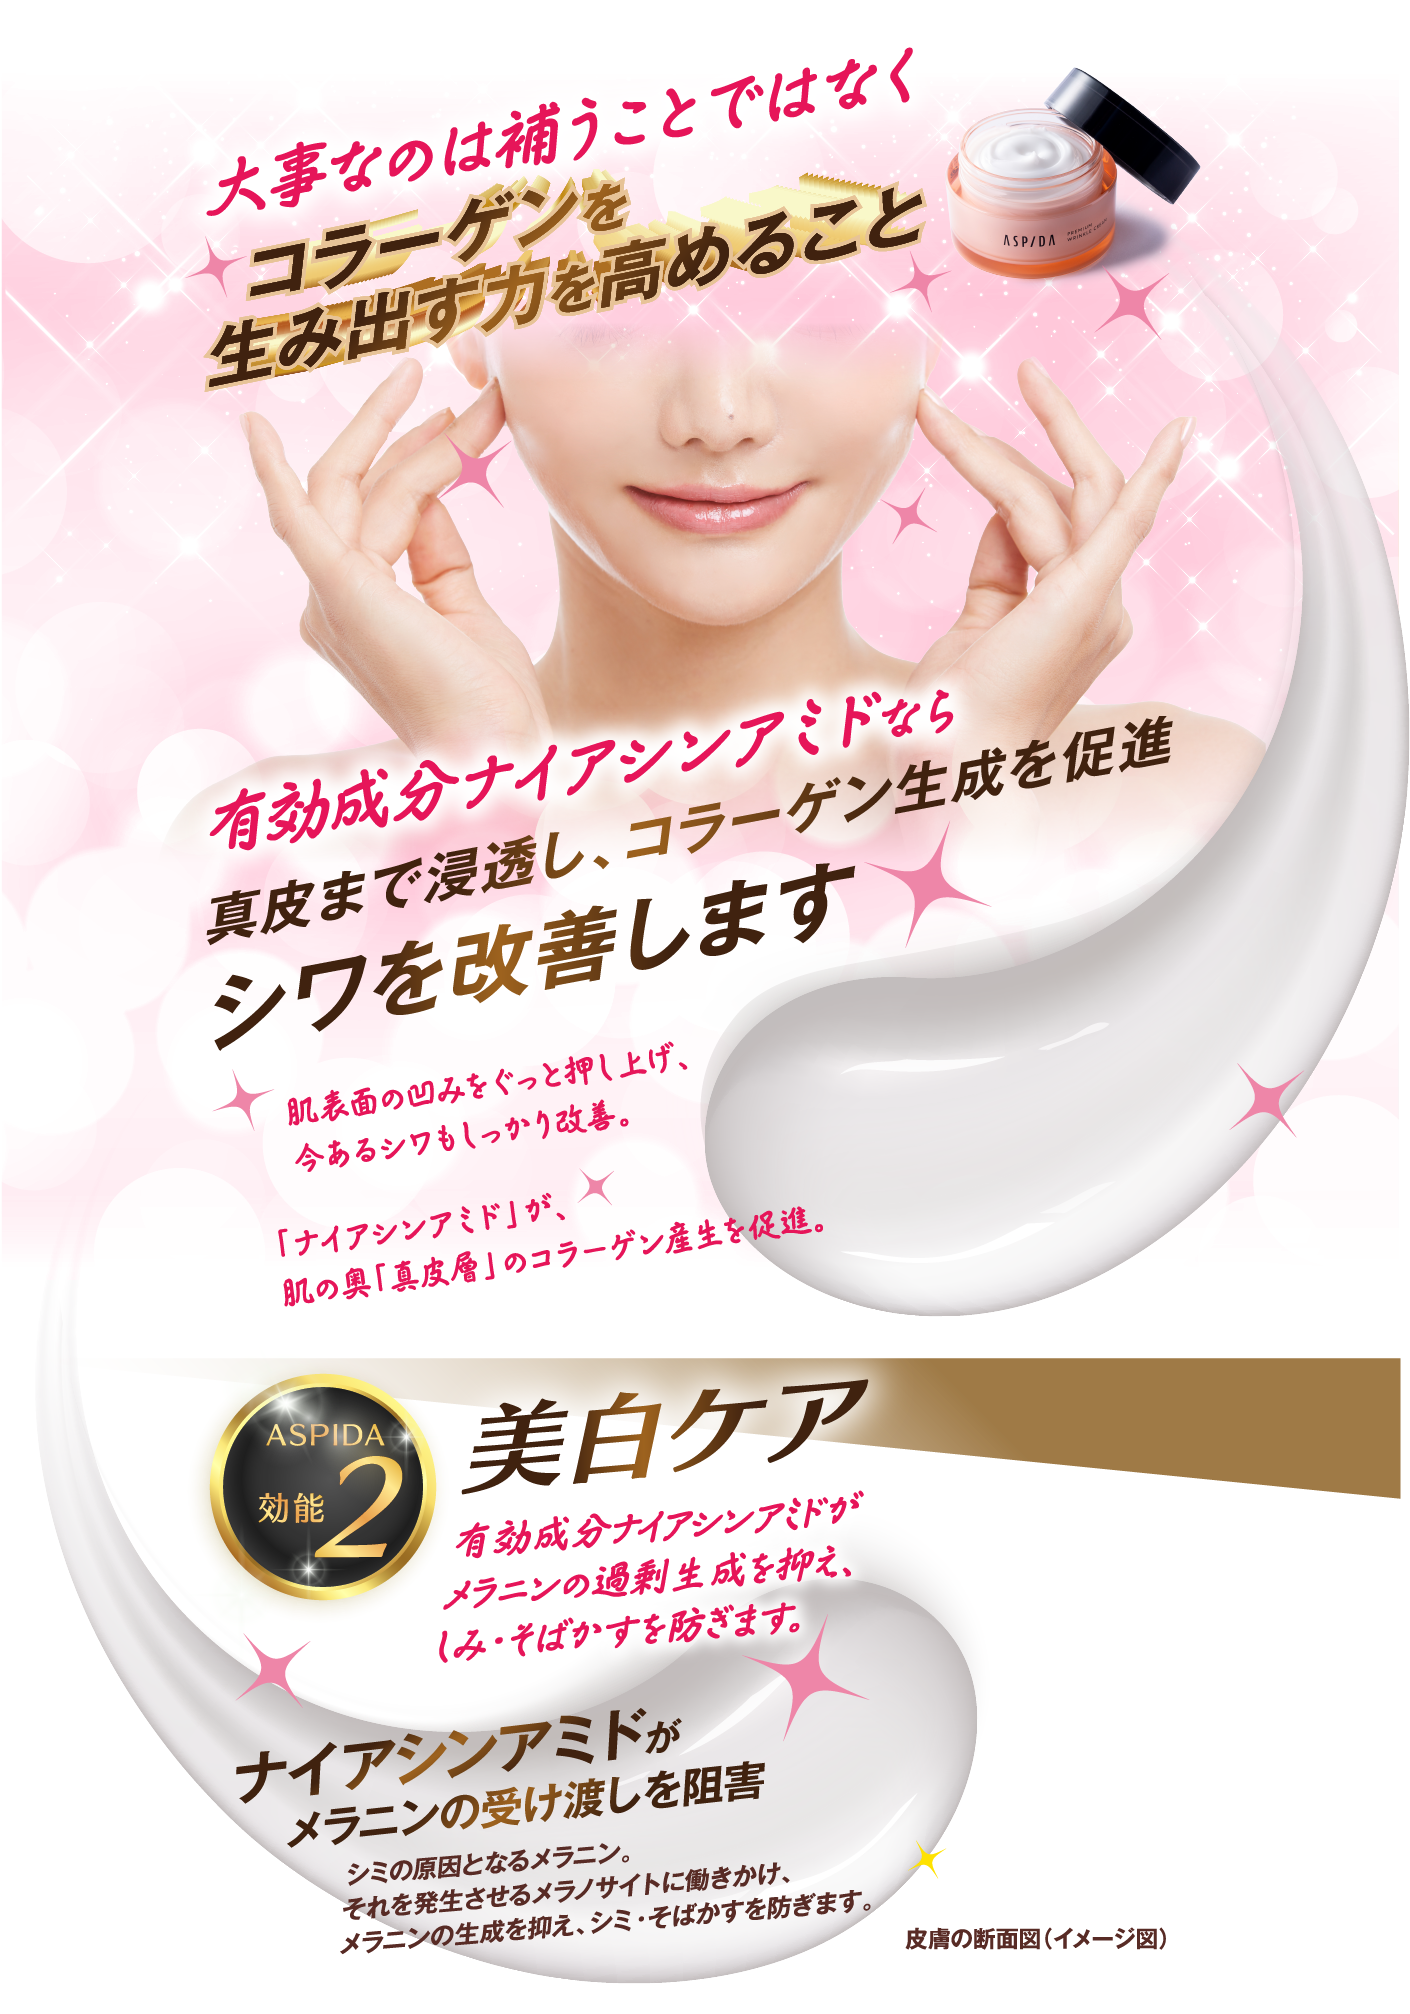 大事なのは補うことではなく
コラーゲンを
生み出す力を高めること
ASPIDA
PREMIUM
WRINKLE CREAM
有効成分ナイアシンアミドなら
真皮まで浸透し、コラーゲン生成を促進
シワを改善します
肌表面の凹みをぐっと押し上げ、
今あるシワもしっかり改善。
「ナイアシンアミド」が、
肌の奥「真皮層」のコラーゲン産生を促進。
ASPIDA
効能2
美白ケア
有効成分ナイアシンアミドが
メラニンの過剰生成を抑え、
しみ・そばかすを防ぎます。
ナイアシンアミドが
メラニンの受け渡しを阻害
シミの原因となるメラニン。
それを発生させるメラノサイトに働きかけ、
メラニンの生成を抑え、シミ・そばかすを防ぎます。
皮膚の断面図（イメージ図）